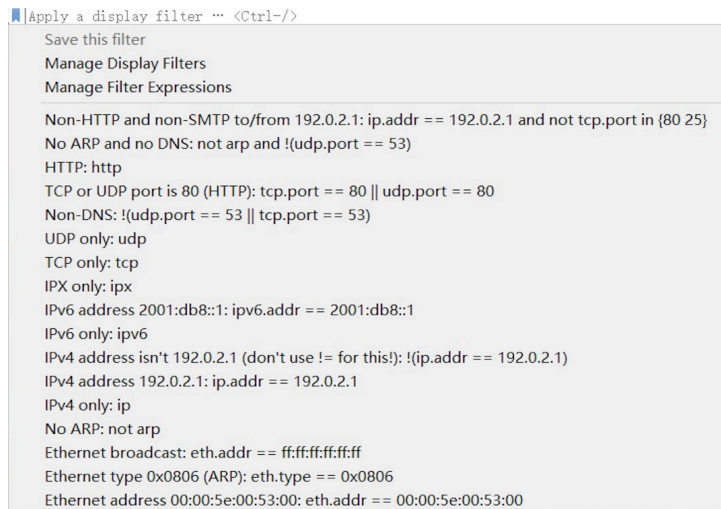 Apply a display filter … <Ctrl-/>
Save this filter
Manage Display Filters
Manage Filter Expressions
Non-HTTP and non-SMTP to/from 192.0.2.1: ip.addr == 192.0.2.1 and not tcp.port in {80 25}
No ARP and no DNS: not arp and !(udp.port == 53)
HTTP: http
TCP or UDP port is 80 (HTTP): tcp.port == 80 || udp.port == 80
Non-DNS: !(udp.port == 53 || tcp.port == 53)
UDP only: udp
TCP only: tcp
IPX only: ipx
IPv6 address 2001:db8::1: ipv6.addr == 2001:db8::1
IPv6 only: ipv6
IPv4 address isn't 192.0.2.1 (don't use != for this!): !(ip.addr == 192.0.2.1)
IPv4 address 192.0.2.1: ip.addr == 192.0.2.1
IPv4 only: ip
No ARP: not arp
Ethernet broadcast: eth.addr == ff:ff:ff:ff:ff:ff
Ethernet type 0x0806 (ARP): eth.type == 0x0806
Ethernet address 00:00:5e:00:53:00: eth.addr == 00:00:5e:00:53:00